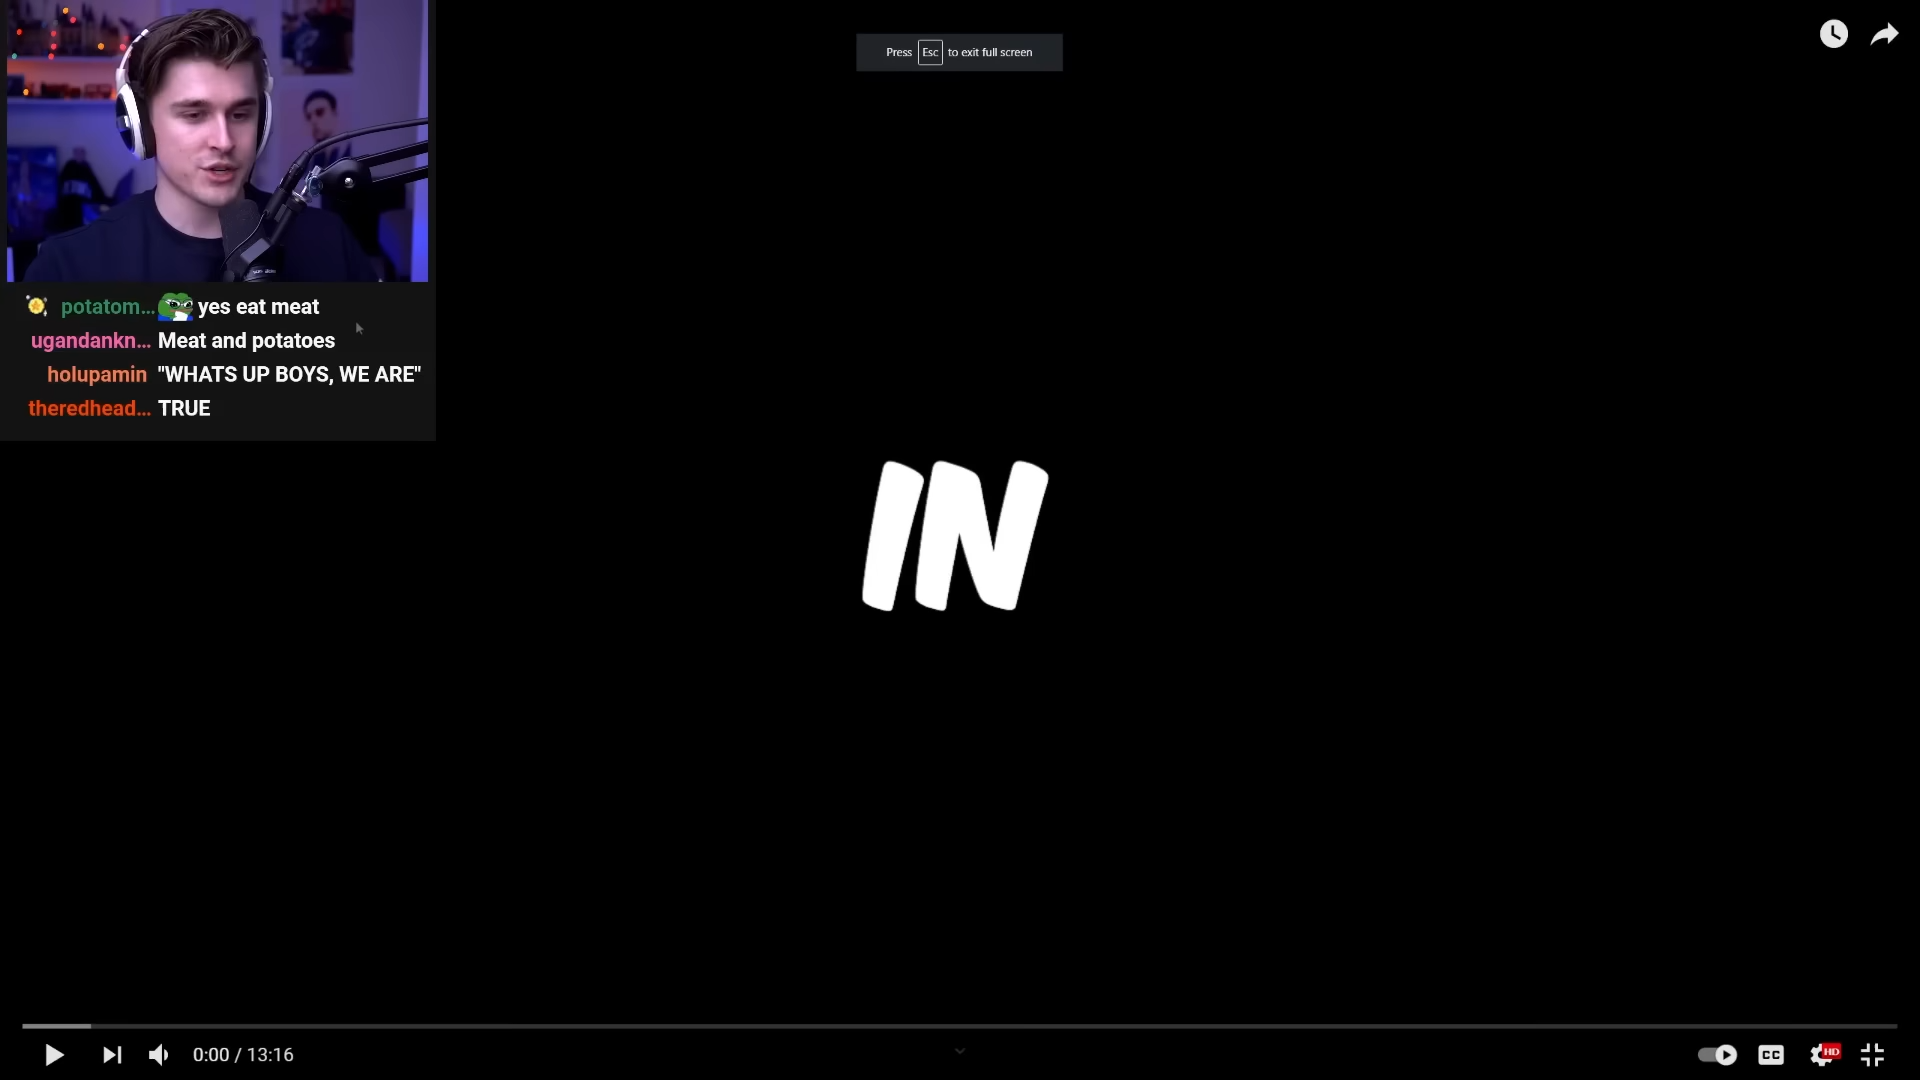 Press Esc to exit full screen
potatom... yes eat meat
ugandankn... Meat and potatoes
holupamin "WHATS UP BOYS, WE ARE"
theredhead... TRUE
IN
0:00 / 13:16
CC
HD